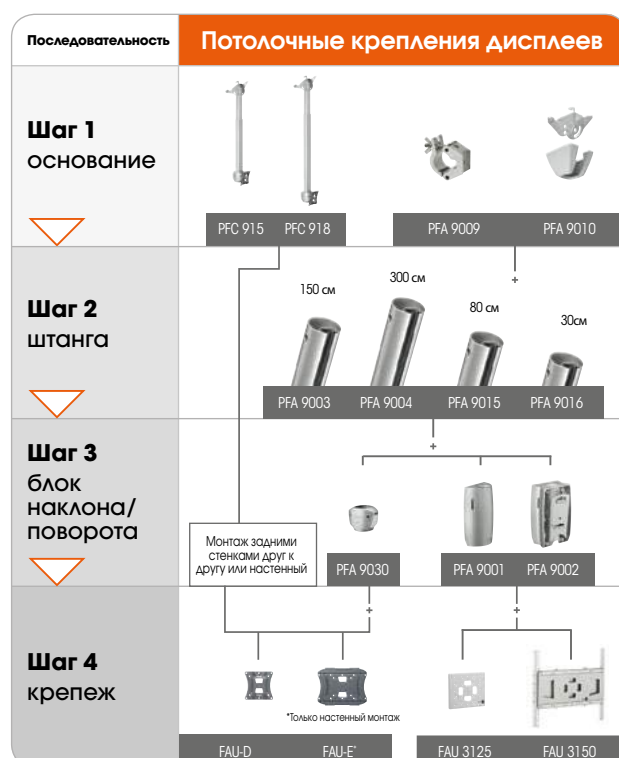 Последовательность
Потолочные крепления дисплеев
Шаг 1
основание
PFC 915 PFC 918 PFA 9009 PFA 9010
+
Шаг 2
штанга
150 см
300 см
80 см
30см
PFA 9003 PFA 9004 PFA 9015 PFA 9016
+
Шаг 3
блок
наклона/
поворота
Монтаж задними
стенками друг к
другу или настенный
PFA 9030 PFA 9001 PFA 9002
+ +
Шаг 4
крепеж
*Только настенный монтаж
FAU-D FAU-E* FAU 3125 FAU 3150